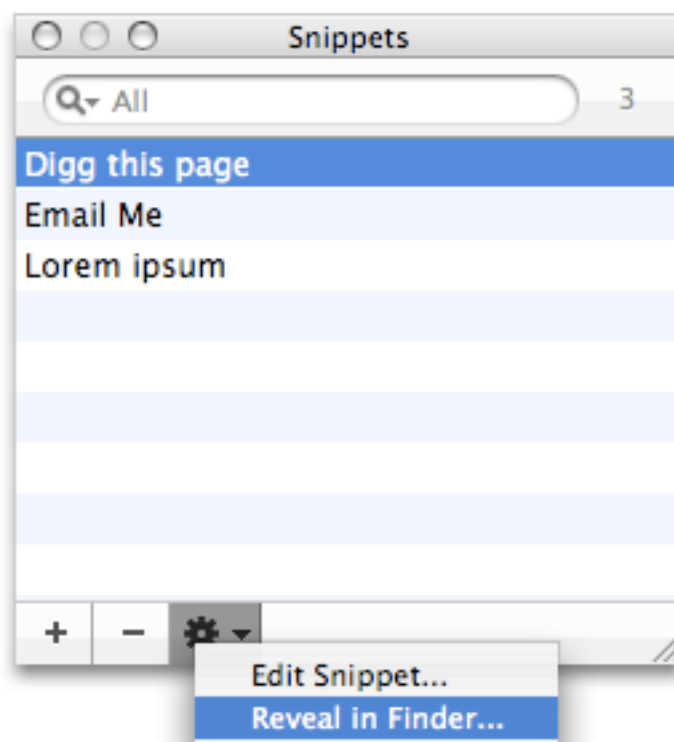 Snippets
All 3
Digg this page
Email Me
Lorem ipsum
+ −
Edit Snippet...
Reveal in Finder...